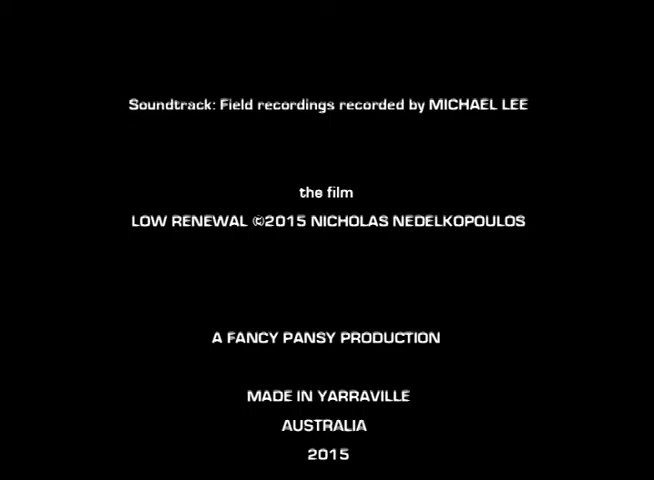 Soundtrack: Field recordings recorded by MICHAEL LEE
the film
LOW RENEWAL ©2015 NICHOLAS NEDELKOPOULOS
A FANCY PANSY PRODUCTION
MADE IN YARRAVILLE
AUSTRALIA
2015